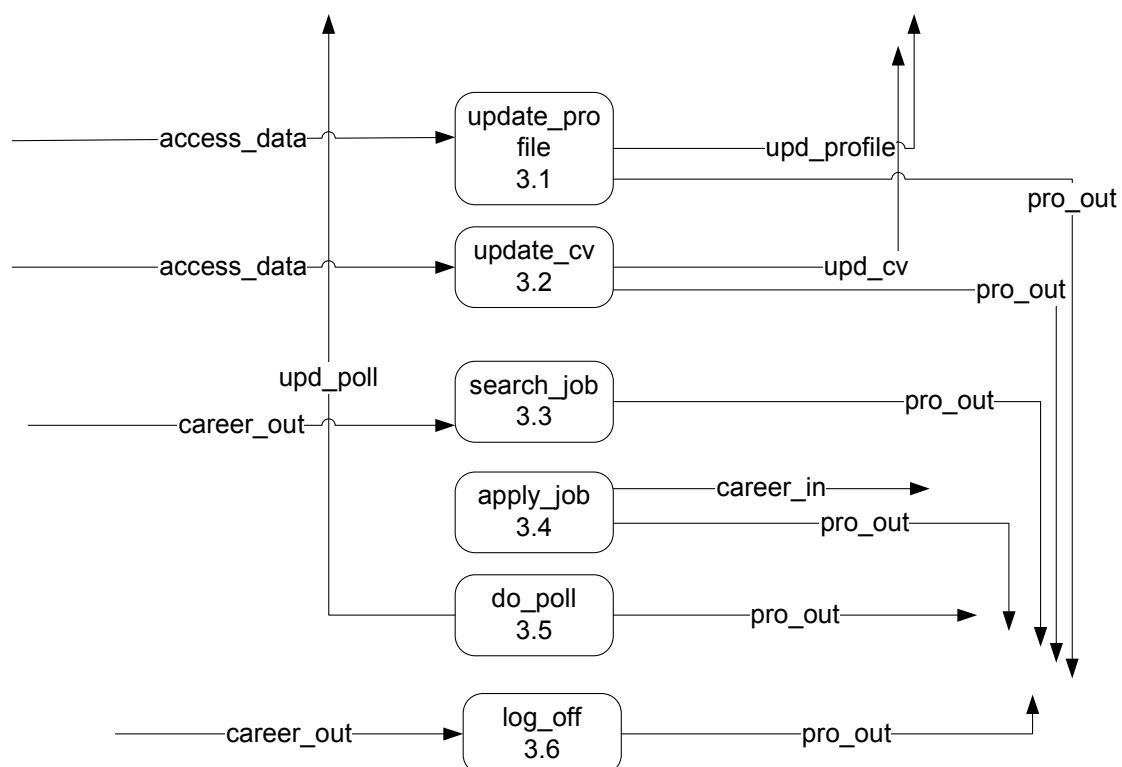 update_pro
file
3.1
access_data
upd_profile
pro_out
update_cv
3.2
access_data
upd_cv
pro_out
upd_poll
search_job
3.3
pro_out
career_out
apply_job
3.4
career_in
pro_out
do_poll
3.5
pro_out
log_off
3.6
career_out
pro_out